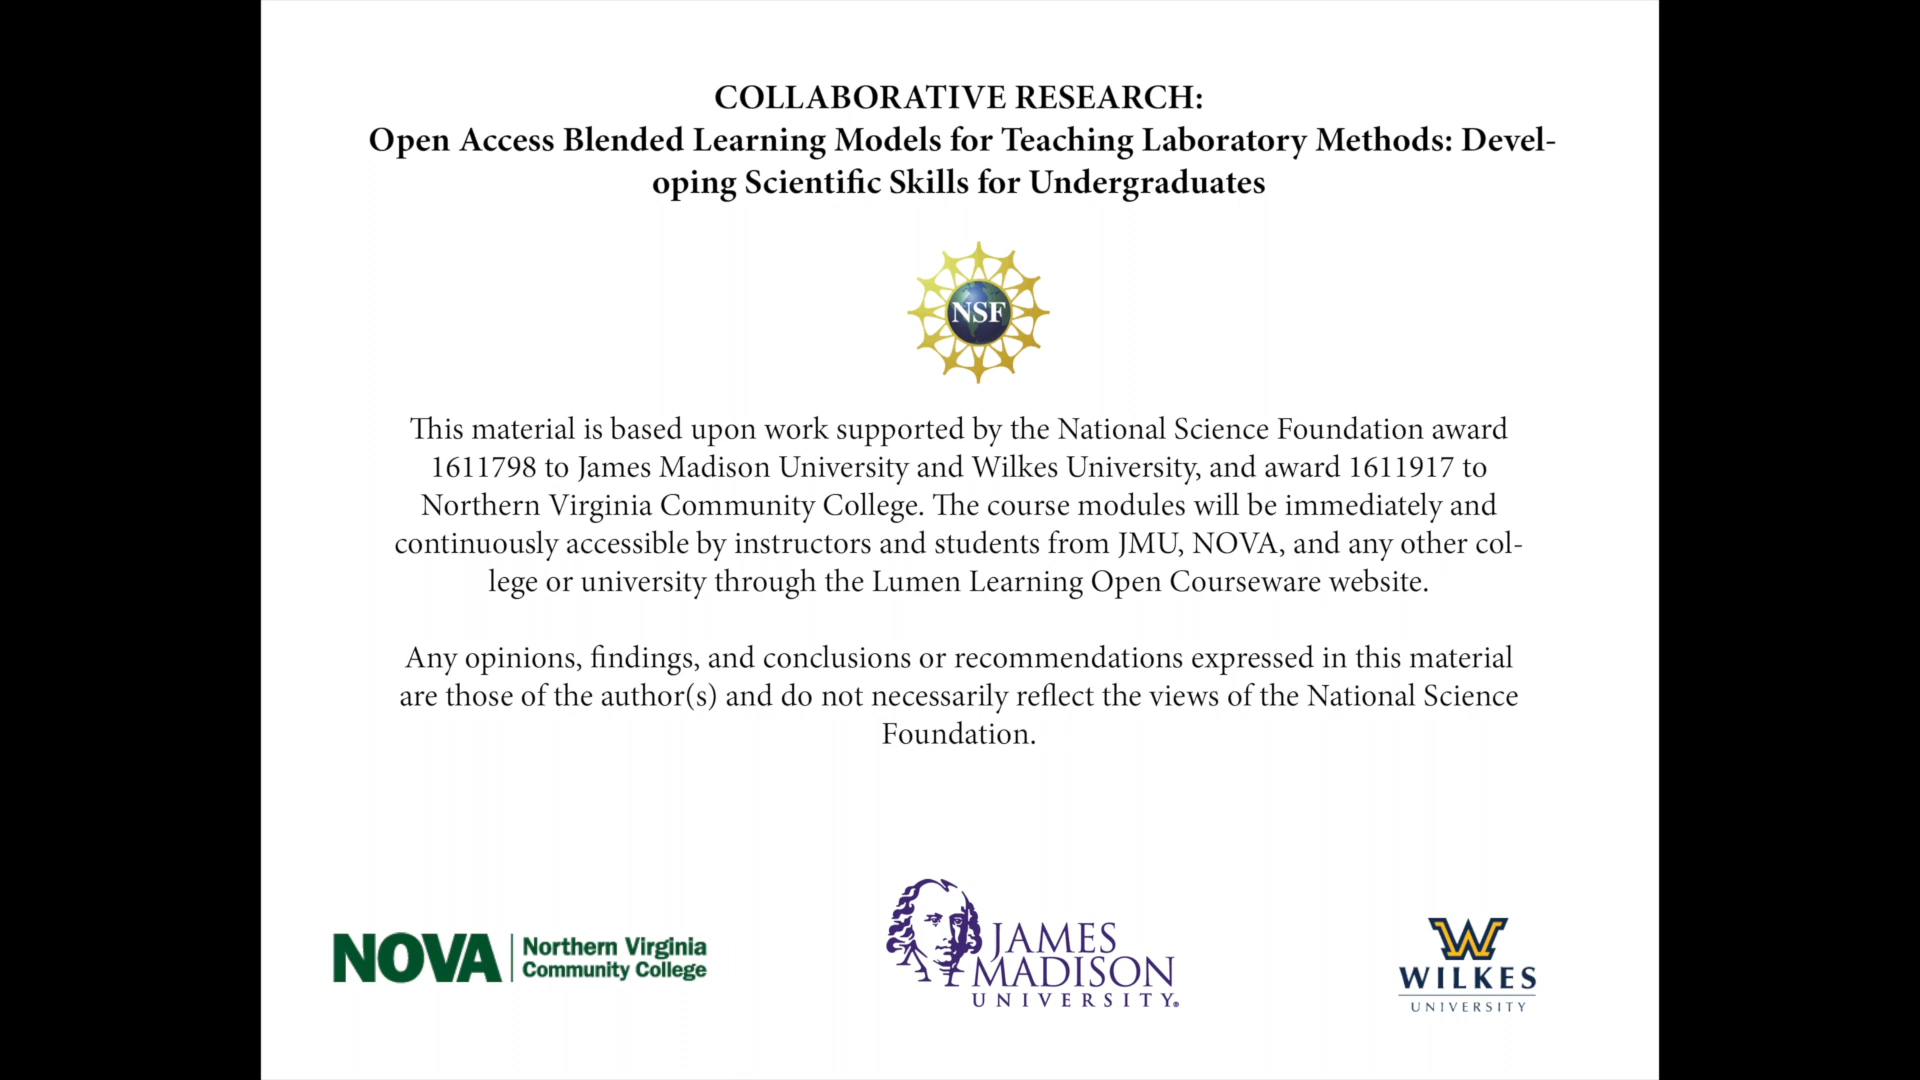 COLLABORATIVE RESEARCH:
Open Access Blended Learning Models for Teaching Laboratory Methods: Devel-
oping Scientific Skills for Undergraduates
NSF
This material is based upon work supported by the National Science Foundation award
1611798 to James Madison University and Wilkes University, and award 1611917 to
Northern Virginia Community College. The course modules will be immediately and
continuously accessible by instructors and students from JMU, NOVA, and any other col-
lege or university through the Lumen Learning Open Courseware website.
Any opinions, findings, and conclusions or recommendations expressed in this material
are those of the author(s) and do not necessarily reflect the views of the National Science
Foundation.
NOVA
Northern Virginia
Community College
JAMES
MADISON
UNIVERSITY®
W
WILKES
UNIVERSITY